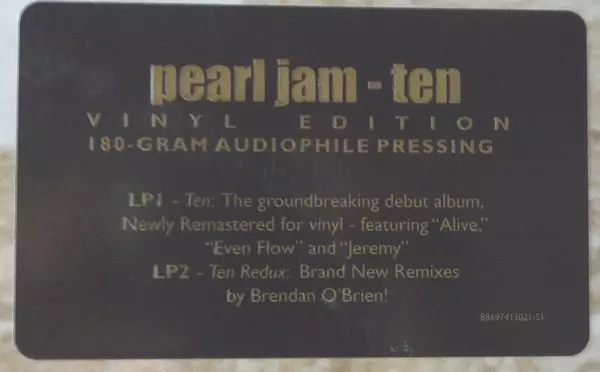 pearl jam - ten
VINYL EDITION
180-GRAM AUDIOPHILE PRESSING
LP1 - Ten: The groundbreaking debut album,
Newly Remastered for vinyl - featuring "Alive,"
"Even Flow" and "Jeremy"
LP2 - Ten Redux: Brand New Remixes
by Brendan O'Brien!
88697413021-S1